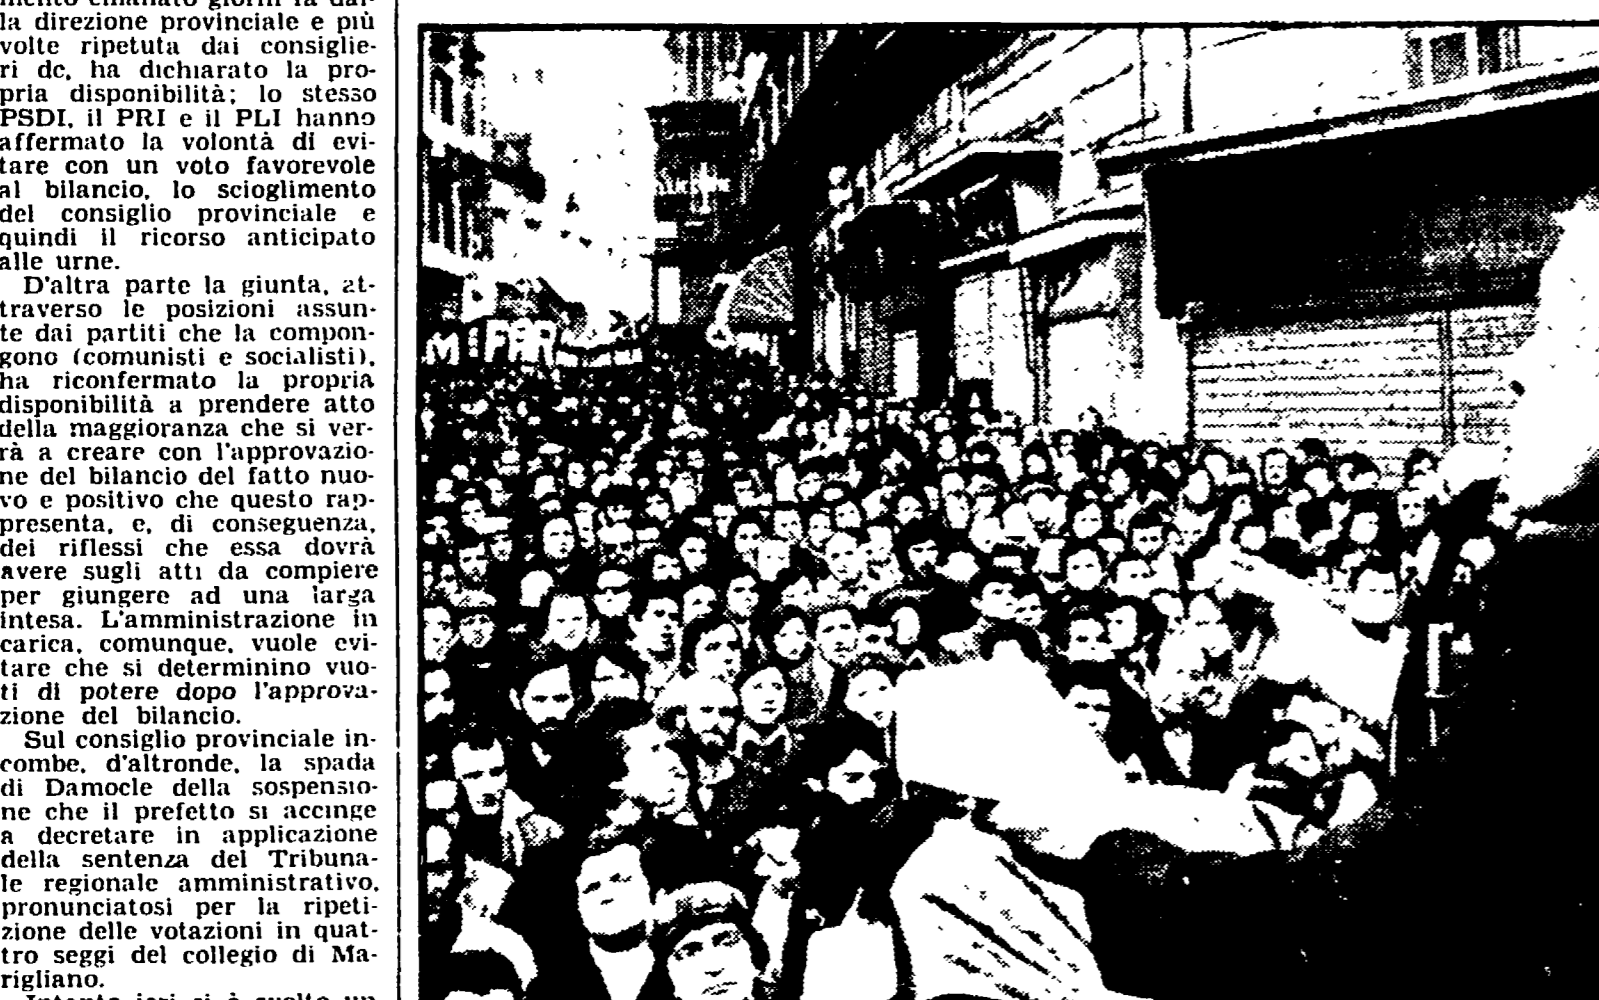 la direzione provinciale e più
volte ripetuta dai consiglie-
ri dc, ha dichiarato la pro-
pria disponibilità; lo stesso
PSDI, il PRI e il PLI hanno
affermato la volontà di evi-
tare con un voto favorevole
al bilancio, lo scioglimento
del consiglio provinciale e
quindi il ricorso anticipato
alle urne.
D'altra parte la giunta, at-
traverso le posizioni assun-
te dai partiti che la compon-
gono (comunisti e socialisti),
ha riconfermato la propria
disponibilità a prendere atto
della maggioranza che si ver-
rà a creare con l'approvazio-
ne del bilancio del fatto nuo-
vo e positivo che questo rap-
presenta, e, di conseguenza,
dei riflessi che essa dovrà
avere sugli atti da compiere
per giungere ad una larga
intesa. L'amministrazione in
carica, comunque, vuole evi-
tare che si determinino vuo-
ti di potere dopo l'approva-
zione del bilancio.
Sul consiglio provinciale in-
combe, d'altronde, la spada
di Damocle della sospensio-
ne che il prefetto si accinge
a decretare in applicazione
della sentenza del Tribuna-
le regionale amministrativo,
pronunciatosi per la ripeti-
zione delle votazioni in quat-
tro seggi del collegio di Ma-
rigliano.